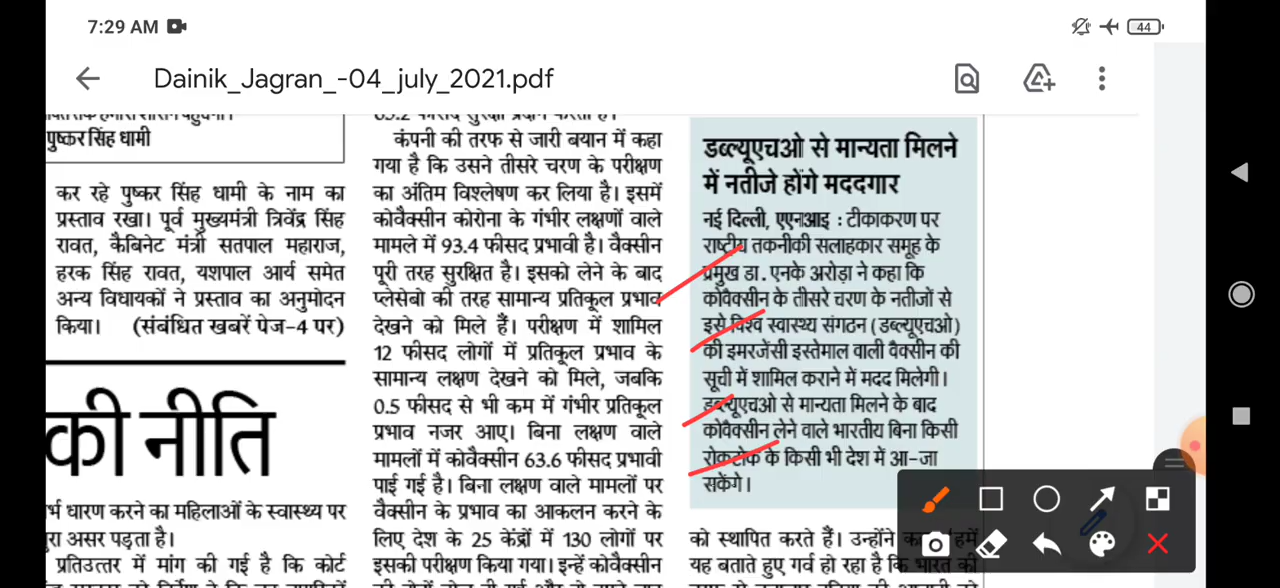 7:29 AM
44
Dainik_Jagran_-04_july_2021.pdf
पुष्कर सिंह धामी
कर रहे पुष्कर सिंह धामी के नाम का
प्रस्ताव रखा। पूर्व मुख्यमंत्री त्रिवेंद्र सिंह
रावत, कैबिनेट मंत्री सतपाल महाराज,
हरक सिंह रावत, यशपाल आर्य समेत
अन्य विधायकों ने प्रस्ताव का अनुमोदन
किया। (संबंधित खबरें पेज-4 पर)
की नीति
र्भ धारण करने का महिलाओं के स्वास्थ्य पर
रा असर पड़ता है।
प्रतिउत्तर में मांग की गई है कि कोर्ट
कंपनी की तरफ से जारी बयान में कहा
गया है कि उसने तीसरे चरण के परीक्षण
का अंतिम विश्लेषण कर लिया है। इसमें
कोवैक्सीन कोरोना के गंभीर लक्षणों वाले
मामले में 93.4 फीसद प्रभावी है। वैक्सीन
पूरी तरह सुरक्षित है। इसको लेने के बाद
प्लेसेबो की तरह सामान्य प्रतिकूल प्रभाव
देखने को मिले हैं। परीक्षण में शामिल
12 फीसद लोगों में प्रतिकूल प्रभाव के
सामान्य लक्षण देखने को मिले, जबकि
0.5 फीसद से भी कम में गंभीर प्रतिकूल
प्रभाव नजर आए। बिना लक्षण वाले
मामलों में कोवैक्सीन 63.6 फीसद प्रभावी
पाई गई है। बिना लक्षण वाले मामलों पर
वैक्सीन के प्रभाव का आकलन करने के
लिए देश के 25 केंद्रों में 130 लोगों पर
इसकी परीक्षण किया गया। इन्हें कोवैक्सीन
डब्ल्यूएचओ से मान्यता मिलने
में नतीजे होंगे मददगार
नई दिल्ली, एएनआइ : टीकाकरण पर
राष्ट्रीय तकनीकी सलाहकार समूह के
प्रमुख डा. एनके अरोड़ा ने कहा कि
कोवैक्सीन के तीसरे चरण के नतीजों से
इसे विश्व स्वास्थ्य संगठन (डब्ल्यूएचओ)
की इमरजेंसी इस्तेमाल वाली वैक्सीन की
सूची में शामिल कराने में मदद मिलेगी।
डब्ल्यूएचओ से मान्यता मिलने के बाद
कोवैक्सीन लेने वाले भारतीय बिना किसी
रोकटोक के किसी भी देश में आ-जा
सकेंगे।
को स्थापित करते हैं। उन्होंने
यह बताते हुए गर्व हो रहा है कि भारत की